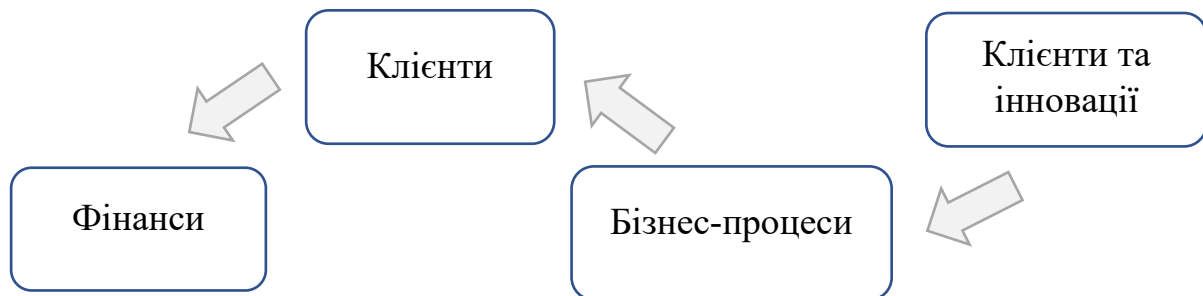 Клієнти
Клієнти та
інновації
Фінанси
Бізнес-процеси